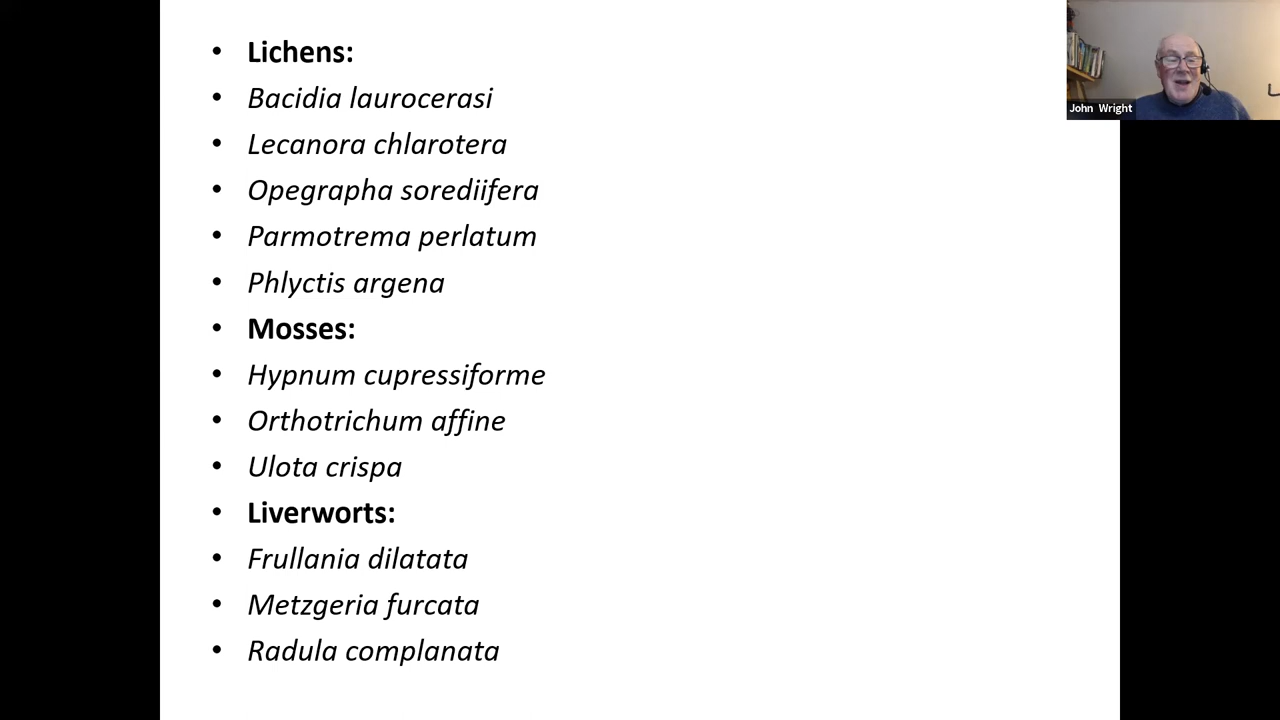 • Lichens:
• Bacidia laurocerasi
• Lecanora chlarotera
• Opegrapha sorediifera
• Parmotrema perlatum
• Phlyctis argena
• Mosses:
• Hypnum cupressiforme
• Orthotrichum affine
• Ulota crispa
• Liverworts:
• Frullania dilatata
• Metzgeria furcata
• Radula complanata
John Wright